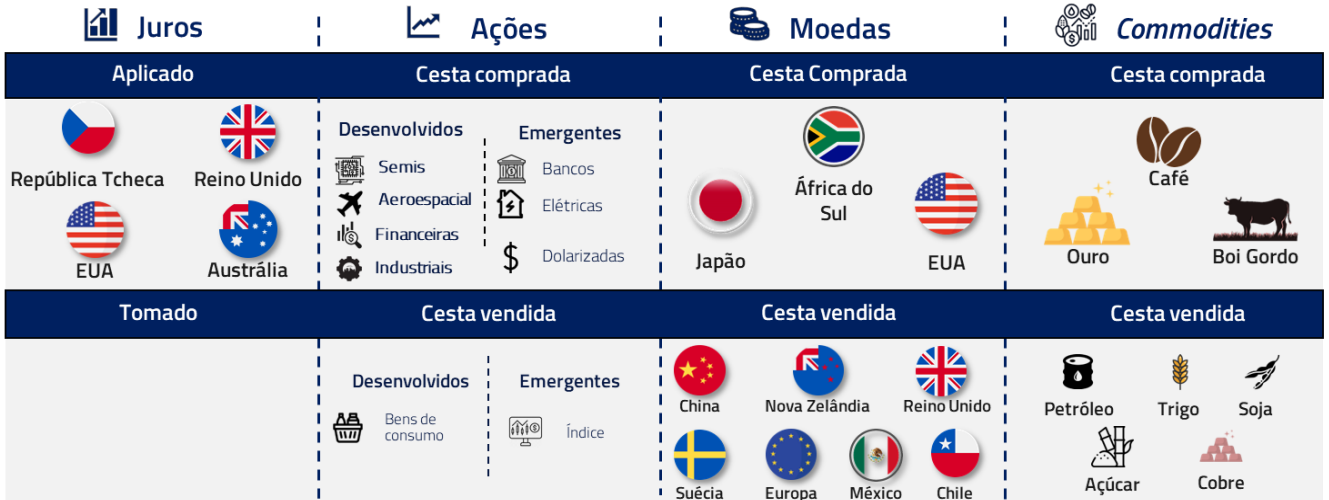 Juros
Ações
Moedas
Commodities
Aplicado
Cesta comprada
Cesta Comprada
Cesta comprada
República Tcheca
Reino Unido
EUA
Austrália
Desenvolvidos
Semis
Aeroespacial
Financeiras
Industriais
Emergentes
Bancos
Elétricas
Dolarizadas
Japão
África do
Sul
EUA
Café
Ouro
Boi Gordo
Tomado
Cesta vendida
Cesta vendida
Cesta vendida
Desenvolvidos
Bens de
consumo
Emergentes
Índice
China
Nova Zelândia
Reino Unido
Suécia
Europa
México
Chile
Petróleo
Trigo
Soja
Açúcar
Cobre